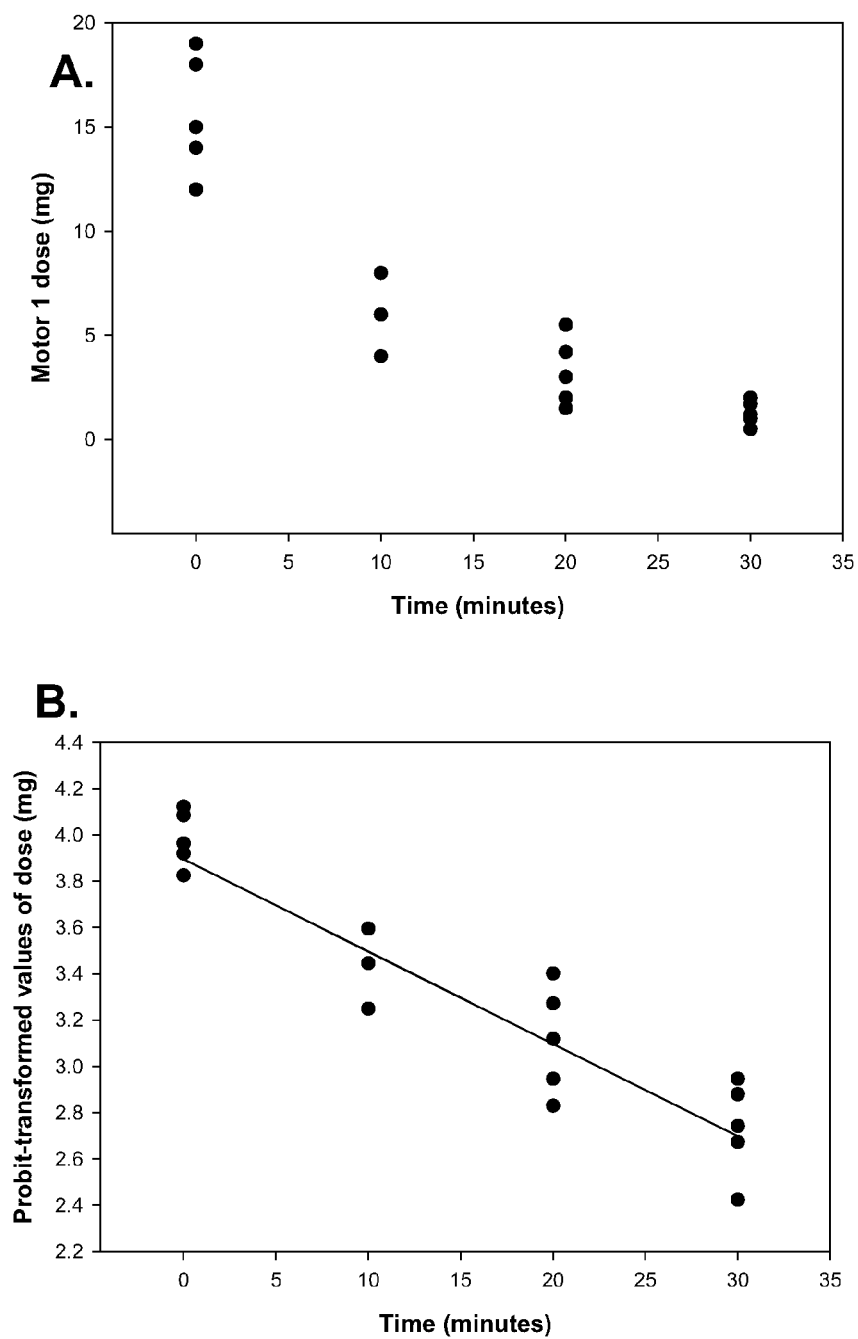 A.
20
15
10
5
0
Motor 1 dose (mg)
0 5 10 15 20 25 30 35
Time (minutes)
B.
4.4
4.2
4.0
3.8
3.6
3.4
3.2
3.0
2.8
2.6
2.4
2.2
Probit-transformed values of dose (mg)
0 5 10 15 20 25 30 35
Time (minutes)